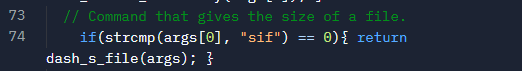 73 // Command that gives the size of a file.
74 if(strcmp(args[0], "sif") == 0){ return
dash_s_file(args); }